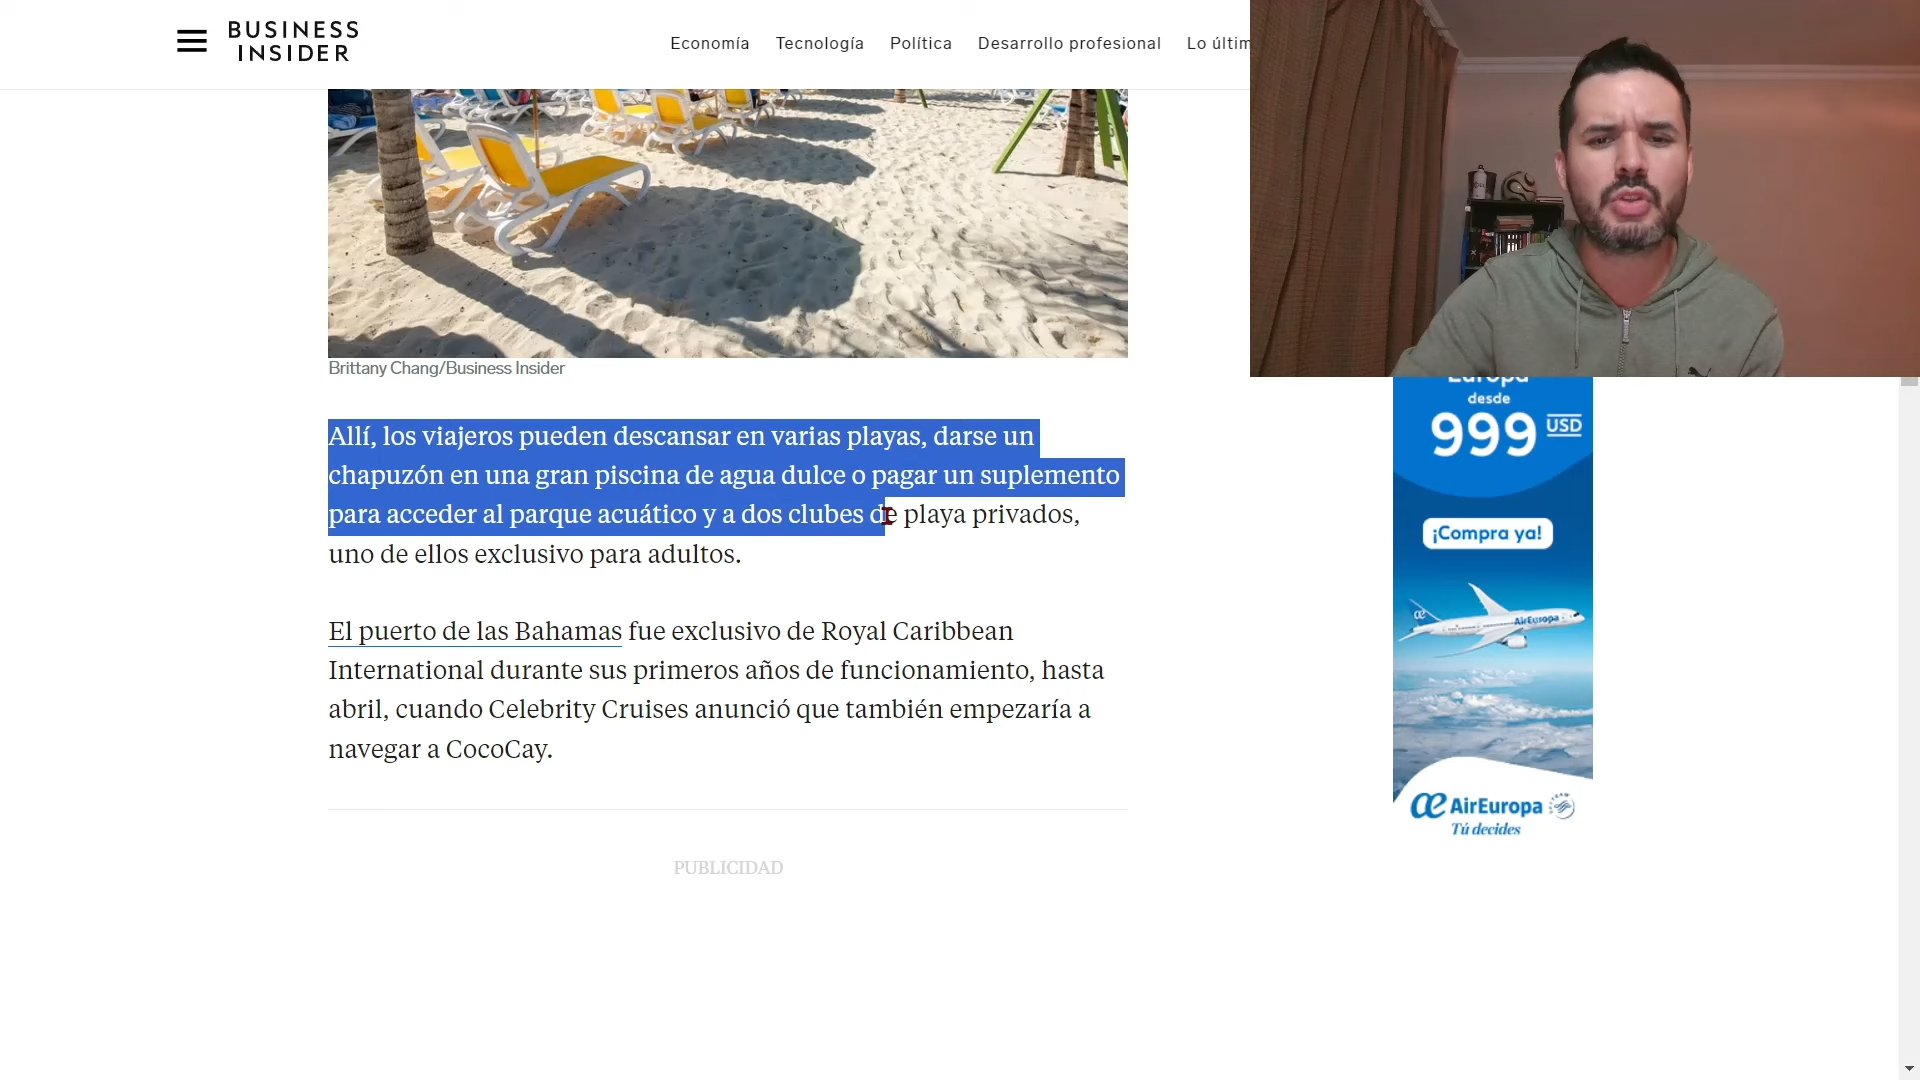 BUSINESS
INSIDER
Economía Tecnología Política Desarrollo profesional Lo últim
Brittany Chang/Business Insider
Allí, los viajeros pueden descansar en varias playas, darse un
chapuzón en una gran piscina de agua dulce o pagar un suplemento
para acceder al parque acuático y a dos clubes de playa privados,
uno de ellos exclusivo para adultos.
El puerto de las Bahamas fue exclusivo de Royal Caribbean
International durante sus primeros años de funcionamiento, hasta
abril, cuando Celebrity Cruises anunció que también empezaría a
navegar a CocoCay.
PUBLICIDAD
Europa
desde
999 USD
¡Compra ya!
AirEuropa
AirEuropa
Tú decides